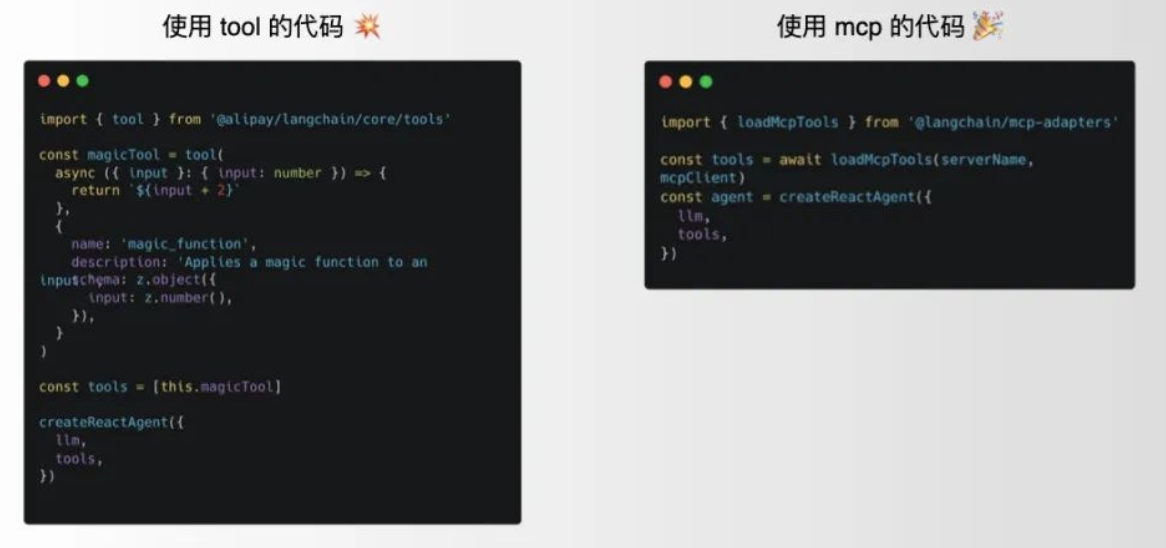 使用 tool 的代码 💥
import { tool } from '@alipay/langchain/core/tools'
const magicTool = tool(
async ({ input }: { input: number }) => {
return `${input + 2}`
},
{
name: 'magic_function',
description: 'Applies a magic function to an
input',
schema: z.object({
input: z.number(),
}),
}
)
const tools = [this.magicTool]
createReactAgent({
llm,
tools,
})
使用 mcp 的代码 🎉
import { loadMcpTools } from '@langchain/mcp-adapters'
const tools = await loadMcpTools(serverName,
mcpClient)
const agent = createReactAgent({
llm,
tools,
})